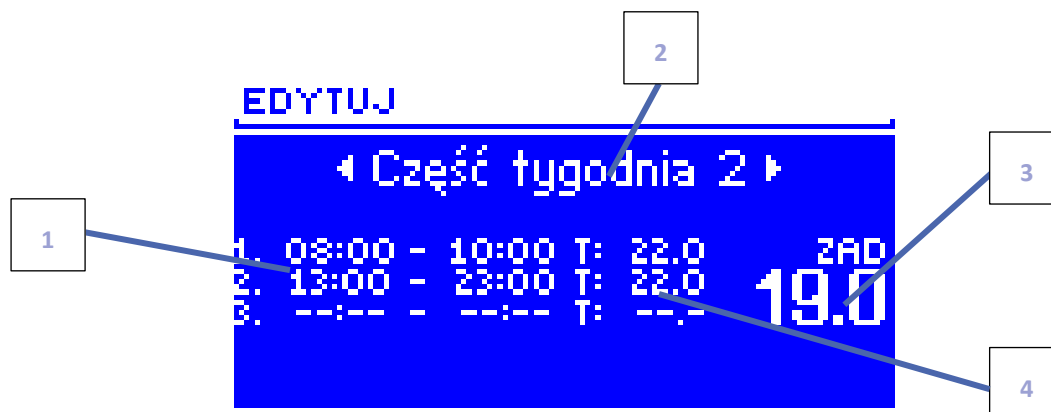 2
EDYTUJ
Część tygodnia 2
3
1
1. 08:00 - 10:00 T: 22.0 ZAD
2. 13:00 - 23:00 T: 22.0 19.0
3. --:-- - --:-- T: --.-
4